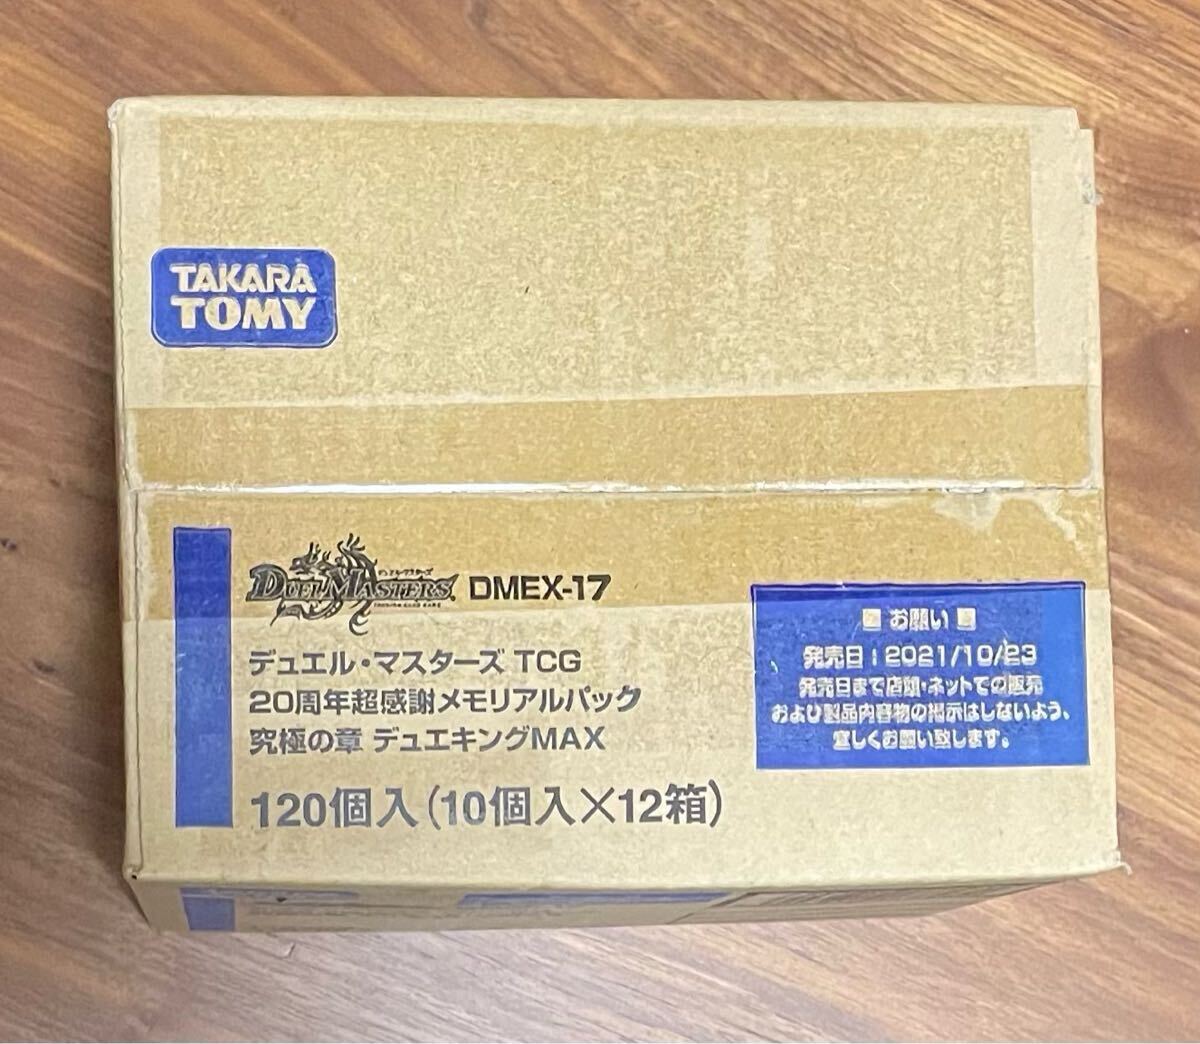 TAKARA
TOMY
デュエル・マスターズ
DUEL MASTERS
TRADING CARD GAME
DMEX-17
デュエル・マスターズ TCG
20周年超感謝メモリアルパック
究極の章 デュエキングMAX
120個入(10個入×12箱)
■ お願い ■
発売日：2021/10/23
発売日まで店頭・ネットでの販売
および製品内容物の掲示はしないよう、
宜しくお願い致します。